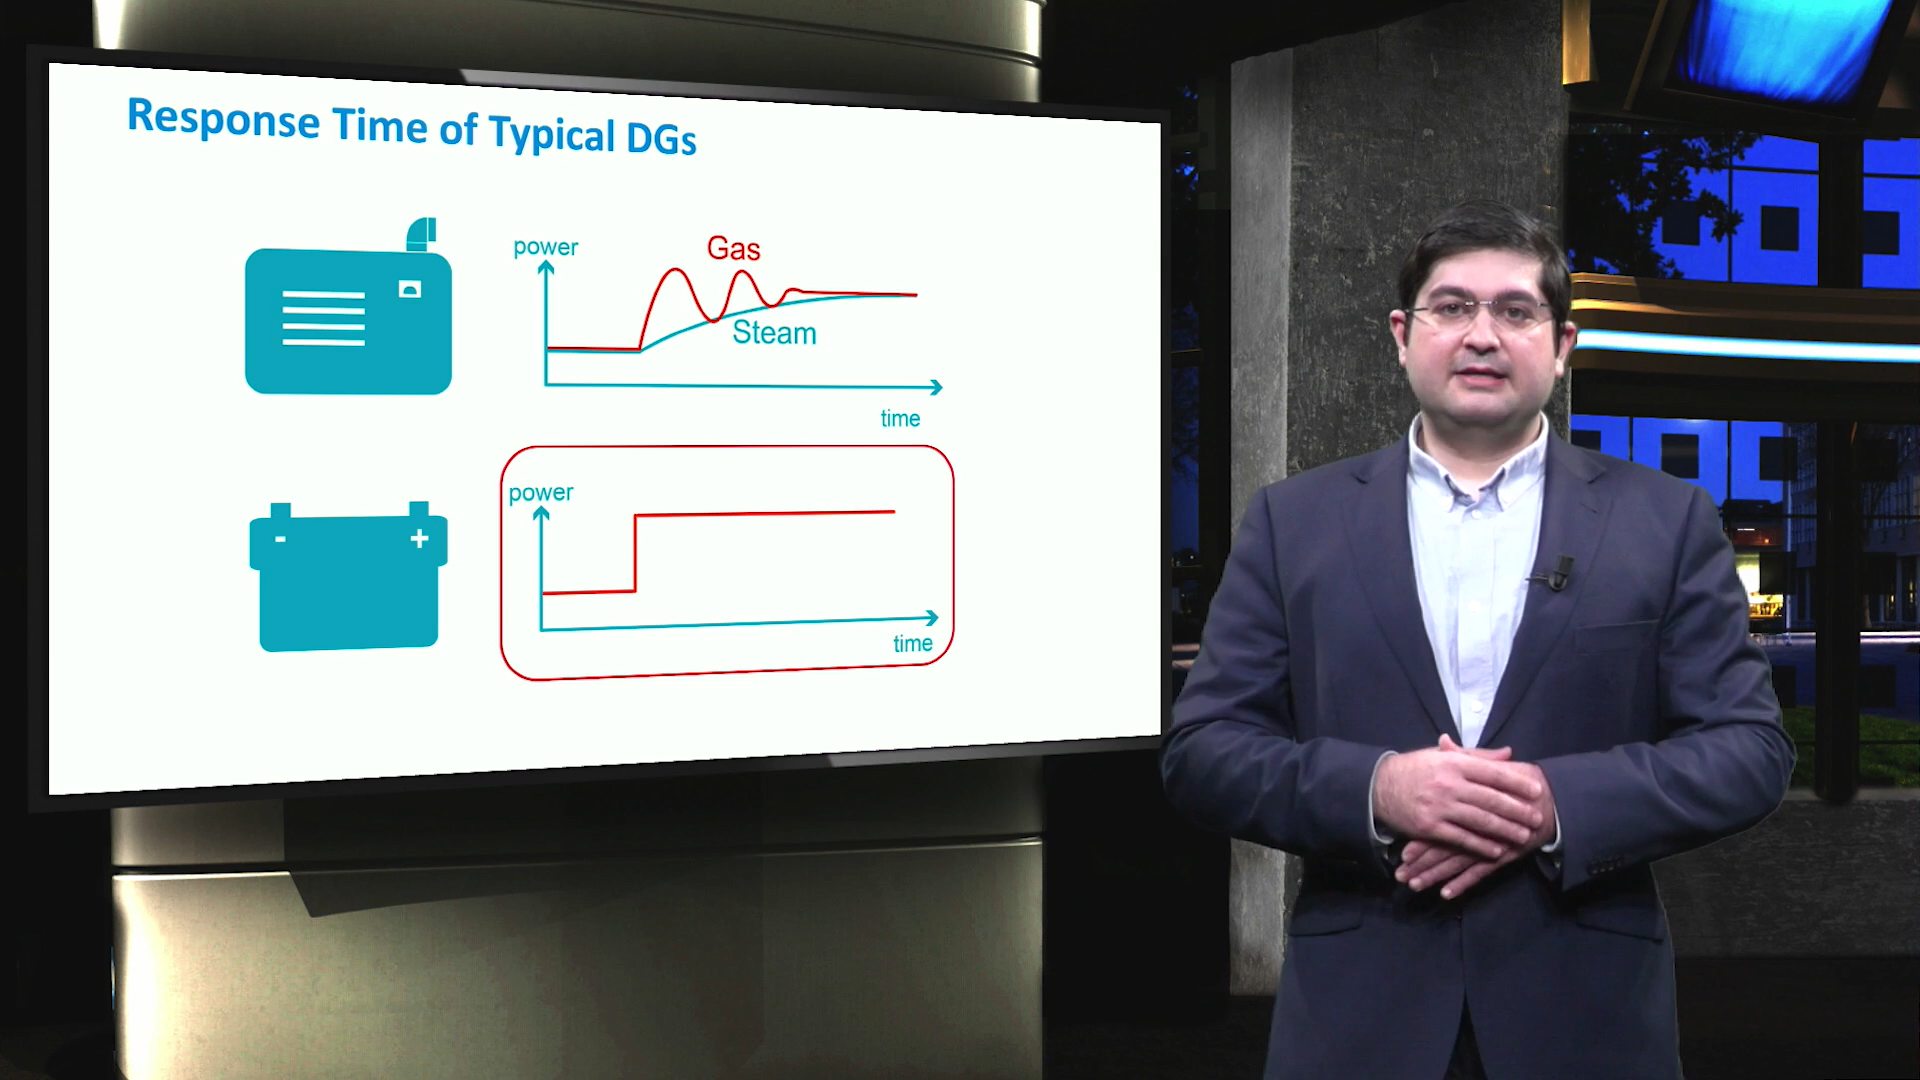 Response Time of Typical DGs
power
Gas
Steam
time
power
- +
time